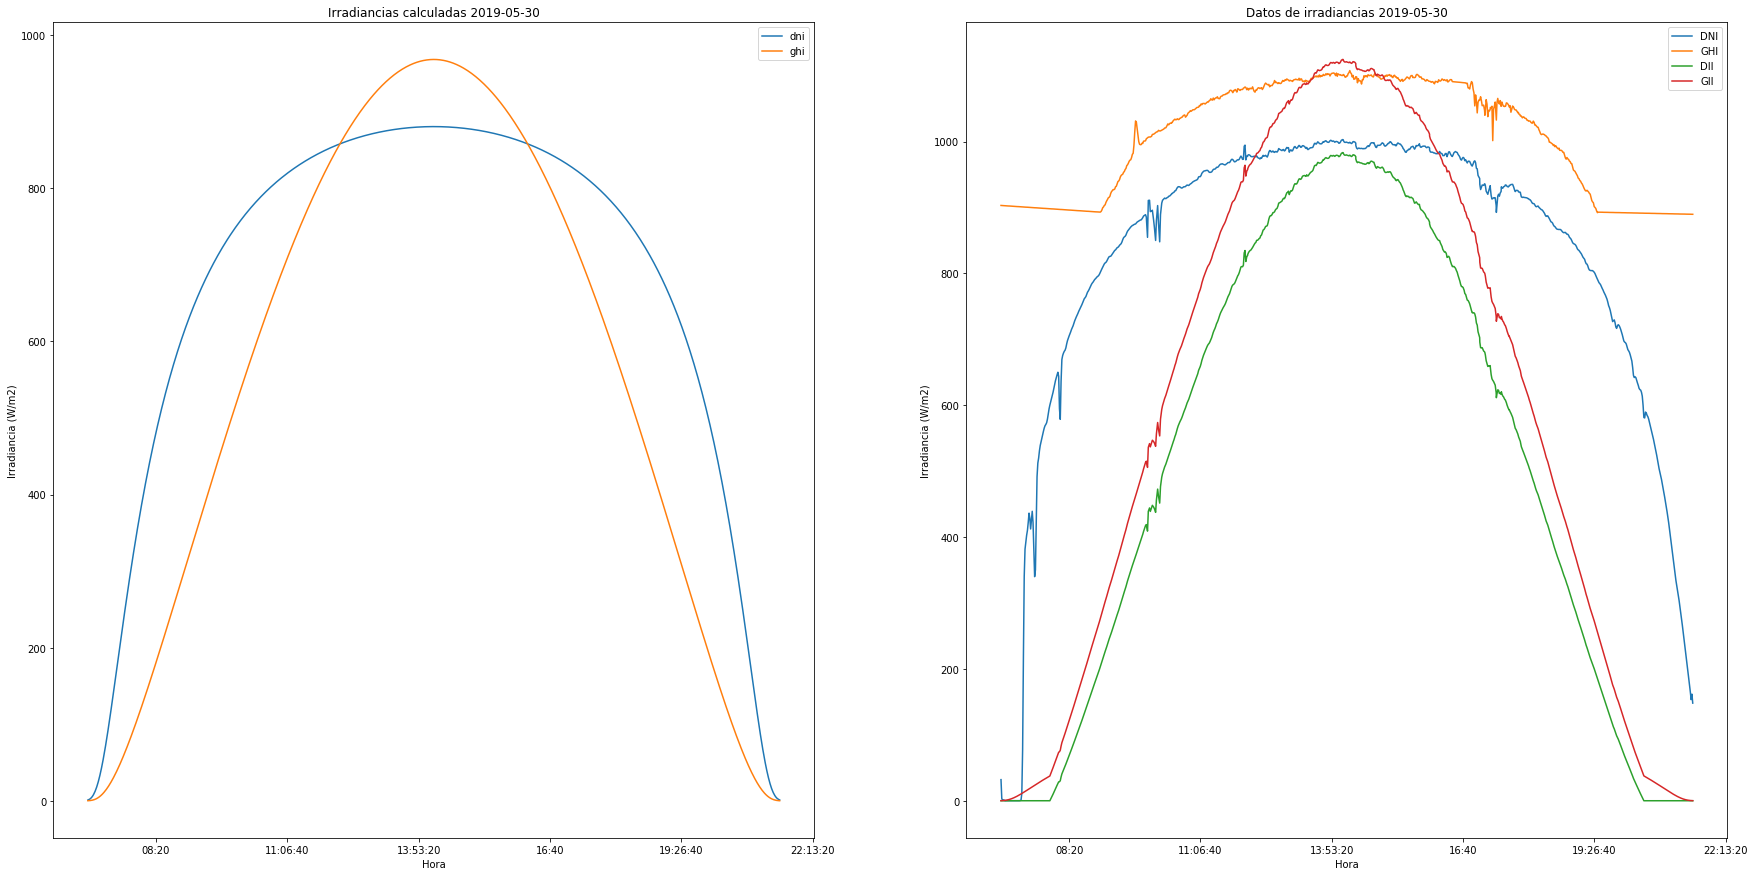 Irradiancias calculadas 2019-05-30
dni
ghi
1000
800
600
400
200
0
Irradiancia (W/m2)
08:20
11:06:40
13:53:20
16:40
19:26:40
22:13:20
Hora
Datos de irradiancias 2019-05-30
DNI
GHI
DII
GII
1000
800
600
400
200
0
Irradiancia (W/m2)
08:20
11:06:40
13:53:20
16:40
19:26:40
22:13:20
Hora